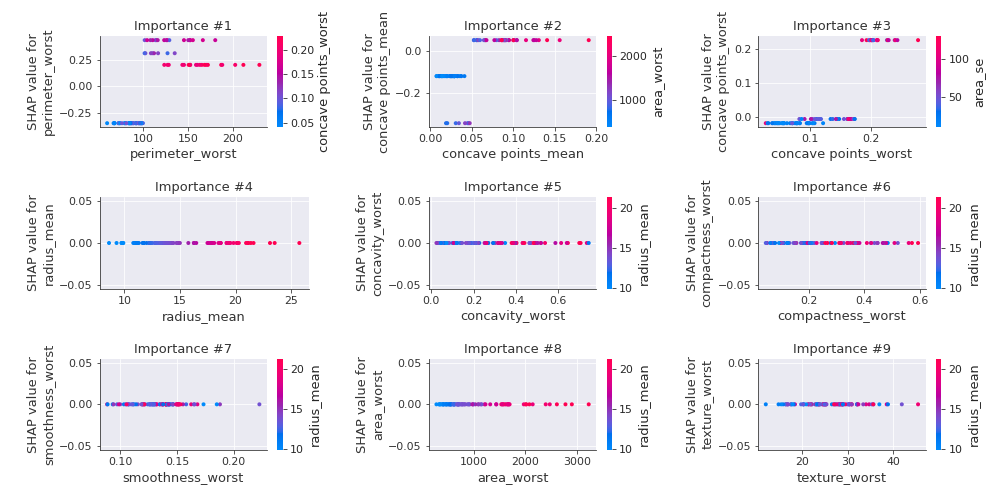 Importance #1
SHAP value for
perimeter_worst
0.25
0.00
−0.25
100
150
200
perimeter_worst
0.20
0.15
0.10
0.05
concave points_worst
Importance #2
SHAP value for
concave points_mean
0.0
−0.2
0.00
0.05
0.10
0.15
0.20
concave points_mean
2000
1000
area_worst
Importance #3
SHAP value for
concave points_worst
0.2
0.1
0.0
0.1
0.2
concave points_worst
100
50
area_se
Importance #4
SHAP value for
radius_mean
0.05
0.00
−0.05
10
15
20
25
radius_mean
Importance #5
SHAP value for
concavity_worst
0.05
0.00
−0.05
0.0
0.2
0.4
0.6
concavity_worst
20
15
10
radius_mean
Importance #6
SHAP value for
compactness_worst
0.05
0.00
−0.05
0.2
0.4
0.6
compactness_worst
20
15
10
radius_mean
Importance #7
SHAP value for
smoothness_worst
0.05
0.00
−0.05
0.10
0.15
0.20
smoothness_worst
20
15
10
radius_mean
Importance #8
SHAP value for
area_worst
0.05
0.00
−0.05
1000
2000
3000
area_worst
20
15
10
radius_mean
Importance #9
SHAP value for
texture_worst
0.05
0.00
−0.05
20
30
40
texture_worst
20
15
10
radius_mean